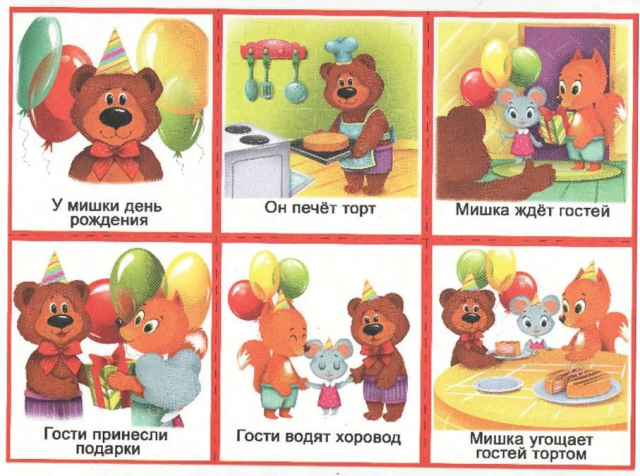 У мишки день
рождения
Он печёт торт
Мишка ждёт гостей
Гости принесли
подарки
Гости водят хоровод
Мишка угощает
гостей тортом